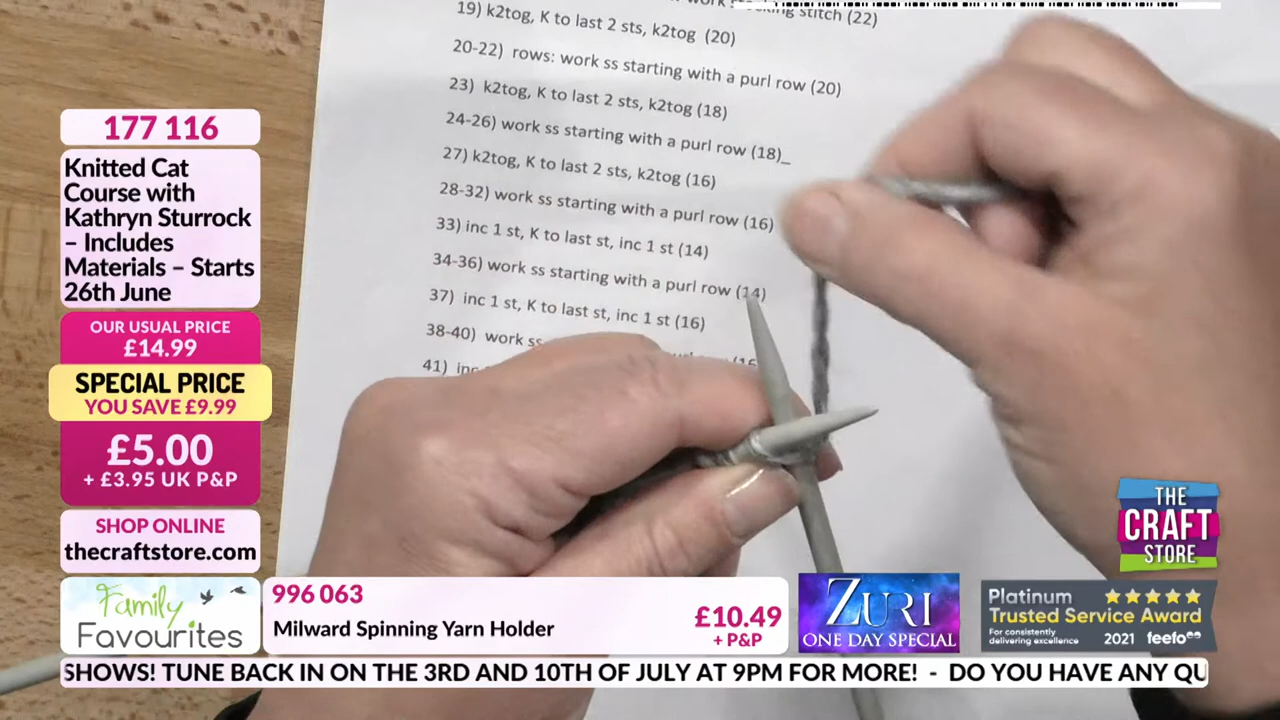 stitch (22)
19) k2tog, K to last 2 sts, k2tog (20)
20-22) rows: work ss starting with a purl row (20)
23) k2tog, K to last 2 sts, k2tog (18)
24-26) work ss starting with a purl row (18)_
27) k2tog, K to last 2 sts, k2tog (16)
28-32) work ss starting with a purl row (16)
33) inc 1 st, K to last st, inc 1 st (14)
34-36) work ss starting with a purl row (14)
37) inc 1 st, K to last st, inc 1 st (16)
38-40) work ss
41)
177 116
Knitted Cat
Course with
Kathryn Sturrock
– Includes
Materials – Starts
26th June
OUR USUAL PRICE
£14.99
SPECIAL PRICE
YOU SAVE £9.99
£5.00
+ £3.95 UK P&P
SHOP ONLINE
thecraftstore.com
THE
CRAFT
STORE
Family
Favourites
996 063
Milward Spinning Yarn Holder
£10.49
+ P&P
ZURI
ONE DAY SPECIAL
Platinum
Trusted Service Award
For consistently
delivering excellence
2021 feefo
SHOWS! TUNE BACK IN ON THE 3RD AND 10TH OF JULY AT 9PM FOR MORE! - DO YOU HAVE ANY QU